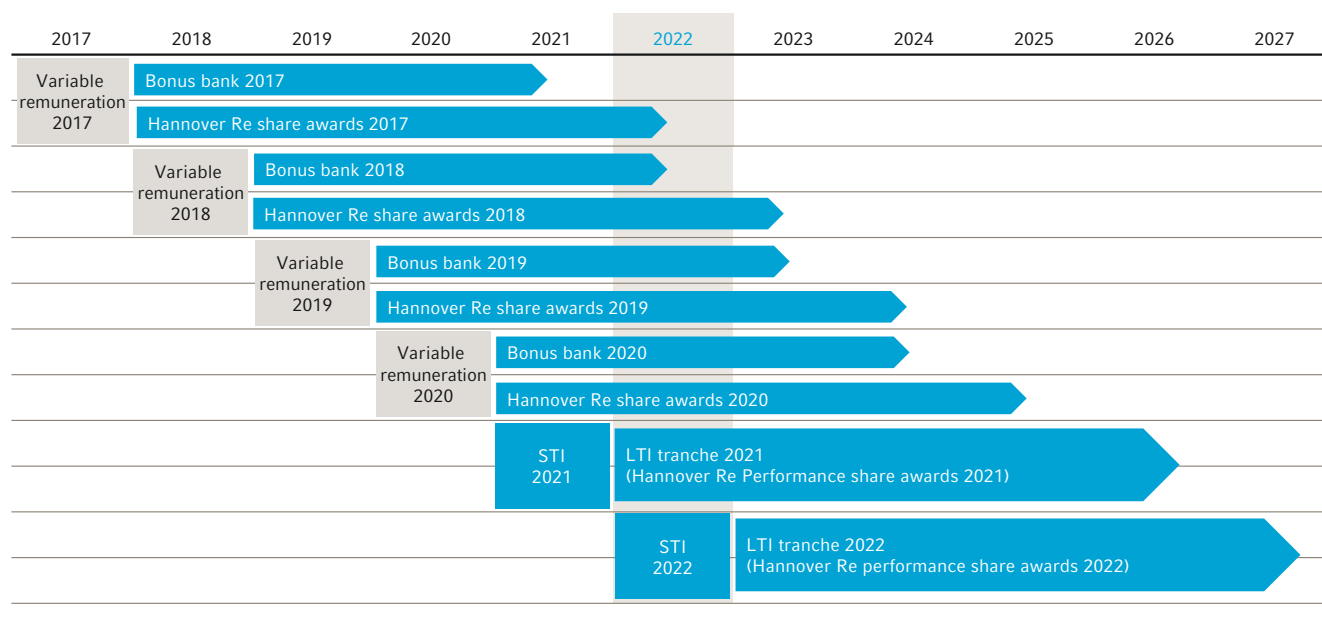 2017 2018 2019 2020 2021 2022 2023 2024 2025 2026 2027
Variable
remuneration
2017
Bonus bank 2017
Hannover Re share awards 2017
Variable
remuneration
2018
Bonus bank 2018
Hannover Re share awards 2018
Variable
remuneration
2019
Bonus bank 2019
Hannover Re share awards 2019
Variable
remuneration
2020
Bonus bank 2020
Hannover Re share awards 2020
STI
2021
LTI tranche 2021
(Hannover Re Performance share awards 2021)
STI
2022
LTI tranche 2022
(Hannover Re performance share awards 2022)